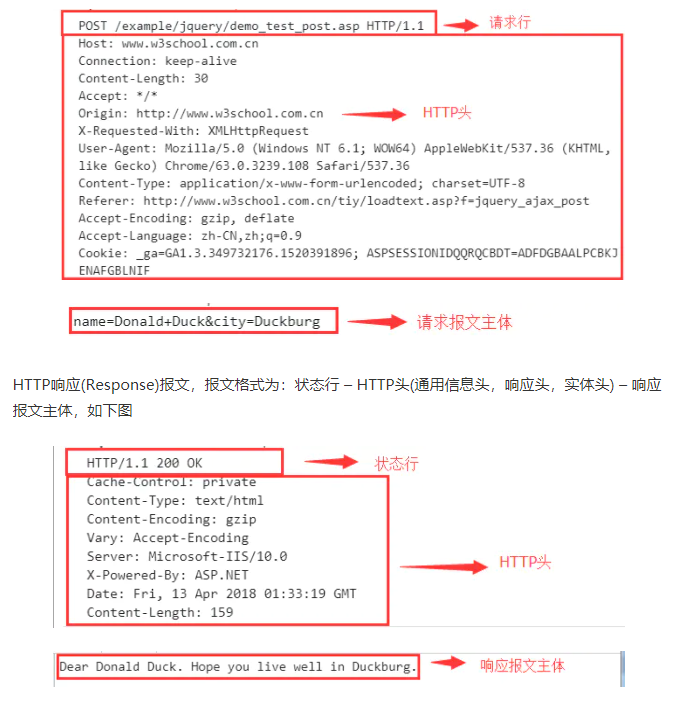 POST /example/jquery/demo_test_post.asp HTTP/1.1
请求行
Host: www.w3school.com.cn
Connection: keep-alive
Content-Length: 30
Accept: */*
Origin: http://www.w3school.com.cn
HTTP头
X-Requested-With: XMLHttpRequest
User-Agent: Mozilla/5.0 (Windows NT 6.1; WOW64) AppleWebKit/537.36 (KHTML,
like Gecko) Chrome/63.0.3239.108 Safari/537.36
Content-Type: application/x-www-form-urlencoded; charset=UTF-8
Referer: http://www.w3school.com.cn/tiy/loadtext.asp?f=jquery_ajax_post
Accept-Encoding: gzip, deflate
Accept-Language: zh-CN,zh;q=0.9
Cookie: _ga=GA1.3.349732176.1520391896; ASPSESSIONIDQQRQCBDT=ADFDGBAALPCBKJ
ENAFGBLNIF
name=Donald+Duck&city=Duckburg
请求报文主体
HTTP响应(Response)报文，报文格式为：状态行 – HTTP头(通用信息头，响应头，实体头) – 响应
报文主体，如下图
HTTP/1.1 200 OK
状态行
Cache-Control: private
Content-Type: text/html
Content-Encoding: gzip
Vary: Accept-Encoding
Server: Microsoft-IIS/10.0
HTTP头
X-Powered-By: ASP.NET
Date: Fri, 13 Apr 2018 01:33:19 GMT
Content-Length: 159
Dear Donald Duck. Hope you live well in Duckburg.
响应报文主体